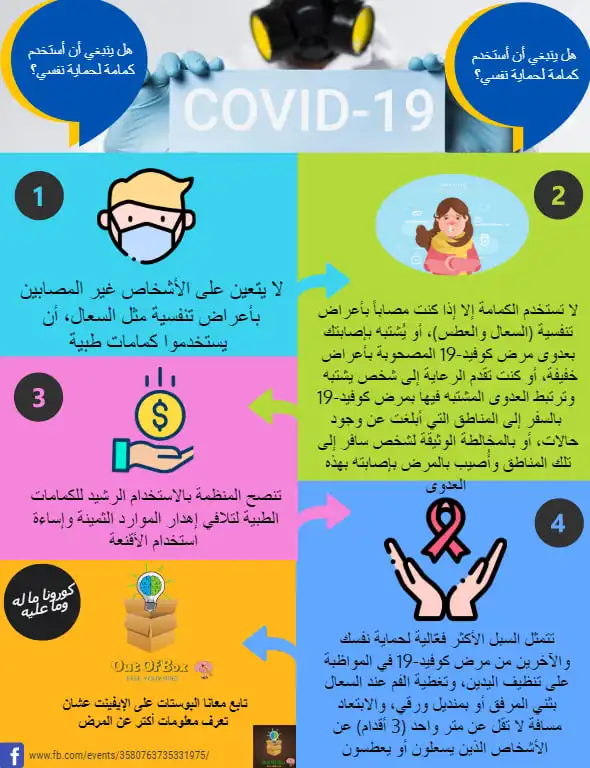 هل ينبغي أن أستخدم
كمامة لحماية نفسي؟
هل ينبغي أن أستخدم
كمامة لحماية نفسي؟
COVID-19
1
لا يتعين على الأشخاص غير المصابين
بأعراض تنفسية مثل السعال، أن
يستخدموا كمامات طبية
2
لا تستخدم الكمامة إلا إذا كنت مصاباً بأعراض
تنفسية (السعال والعطس)، أو يُشتبه بإصابتك
بعدوى مرض كوفيد-19 المصحوبة بأعراض
خفيفة، أو كنت تقدم الرعاية إلى شخص يشتبه
وترتبط العدوى المشتبه فيها بمرض كوفيد-19
بالسفر إلى المناطق التي أبلغت عن وجود
حالات، أو بالمخالطة الوثيقة لشخص سافر إلى
تلك المناطق وأُصيب بالمرض بإصابته بهذه
العدوى
3
$
تنصح المنظمة بالاستخدام الرشيد للكمامات
الطبية لتلافي إهدار الموارد الثمينة وإساءة
استخدام الأقنعة
4
تتمثل السبل الأكثر فعّالية لحماية نفسك
والآخرين من مرض كوفيد-19 في المواظبة
على تنظيف اليدين، وتغطية الفم عند السعال
بثني المرفق أو بمنديل ورقي، والابتعاد
مسافة لا تقل عن متر واحد (3 أقدام) عن
الأشخاص الذين يسعلون أو يعطسون
كورونا ما له
وما عليه
Out Of Box
تابع معانا البوستات على الإيفينت عشان
تعرف معلومات أكتر عن المرض
f
www.fb.com/events/3580763735331975/